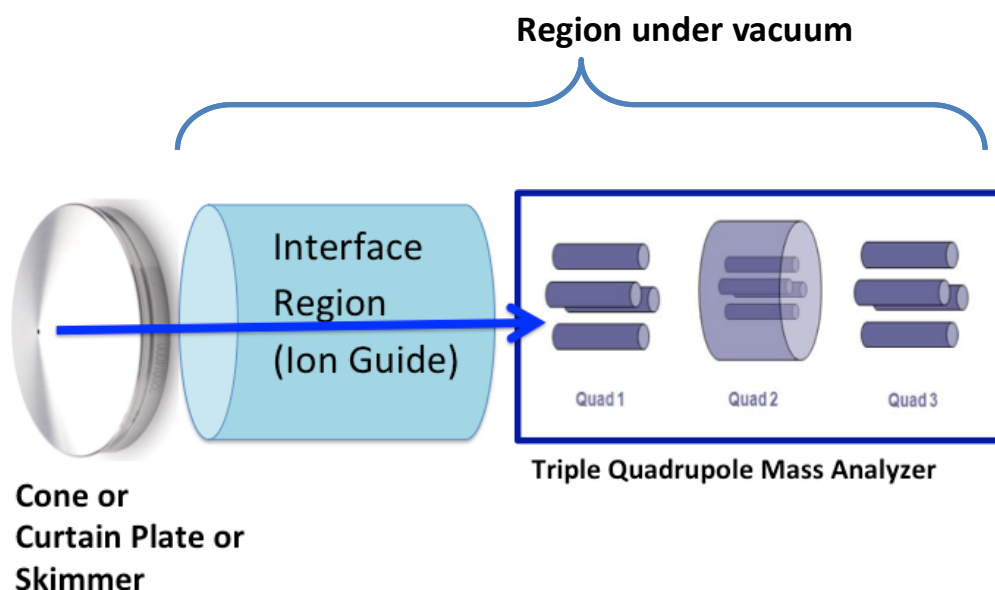 Region under vacuum
Interface
Region
(Ion Guide)
Quad 1
Quad 2
Quad 3
Triple Quadrupole Mass Analyzer
Cone or
Curtain Plate or
Skimmer